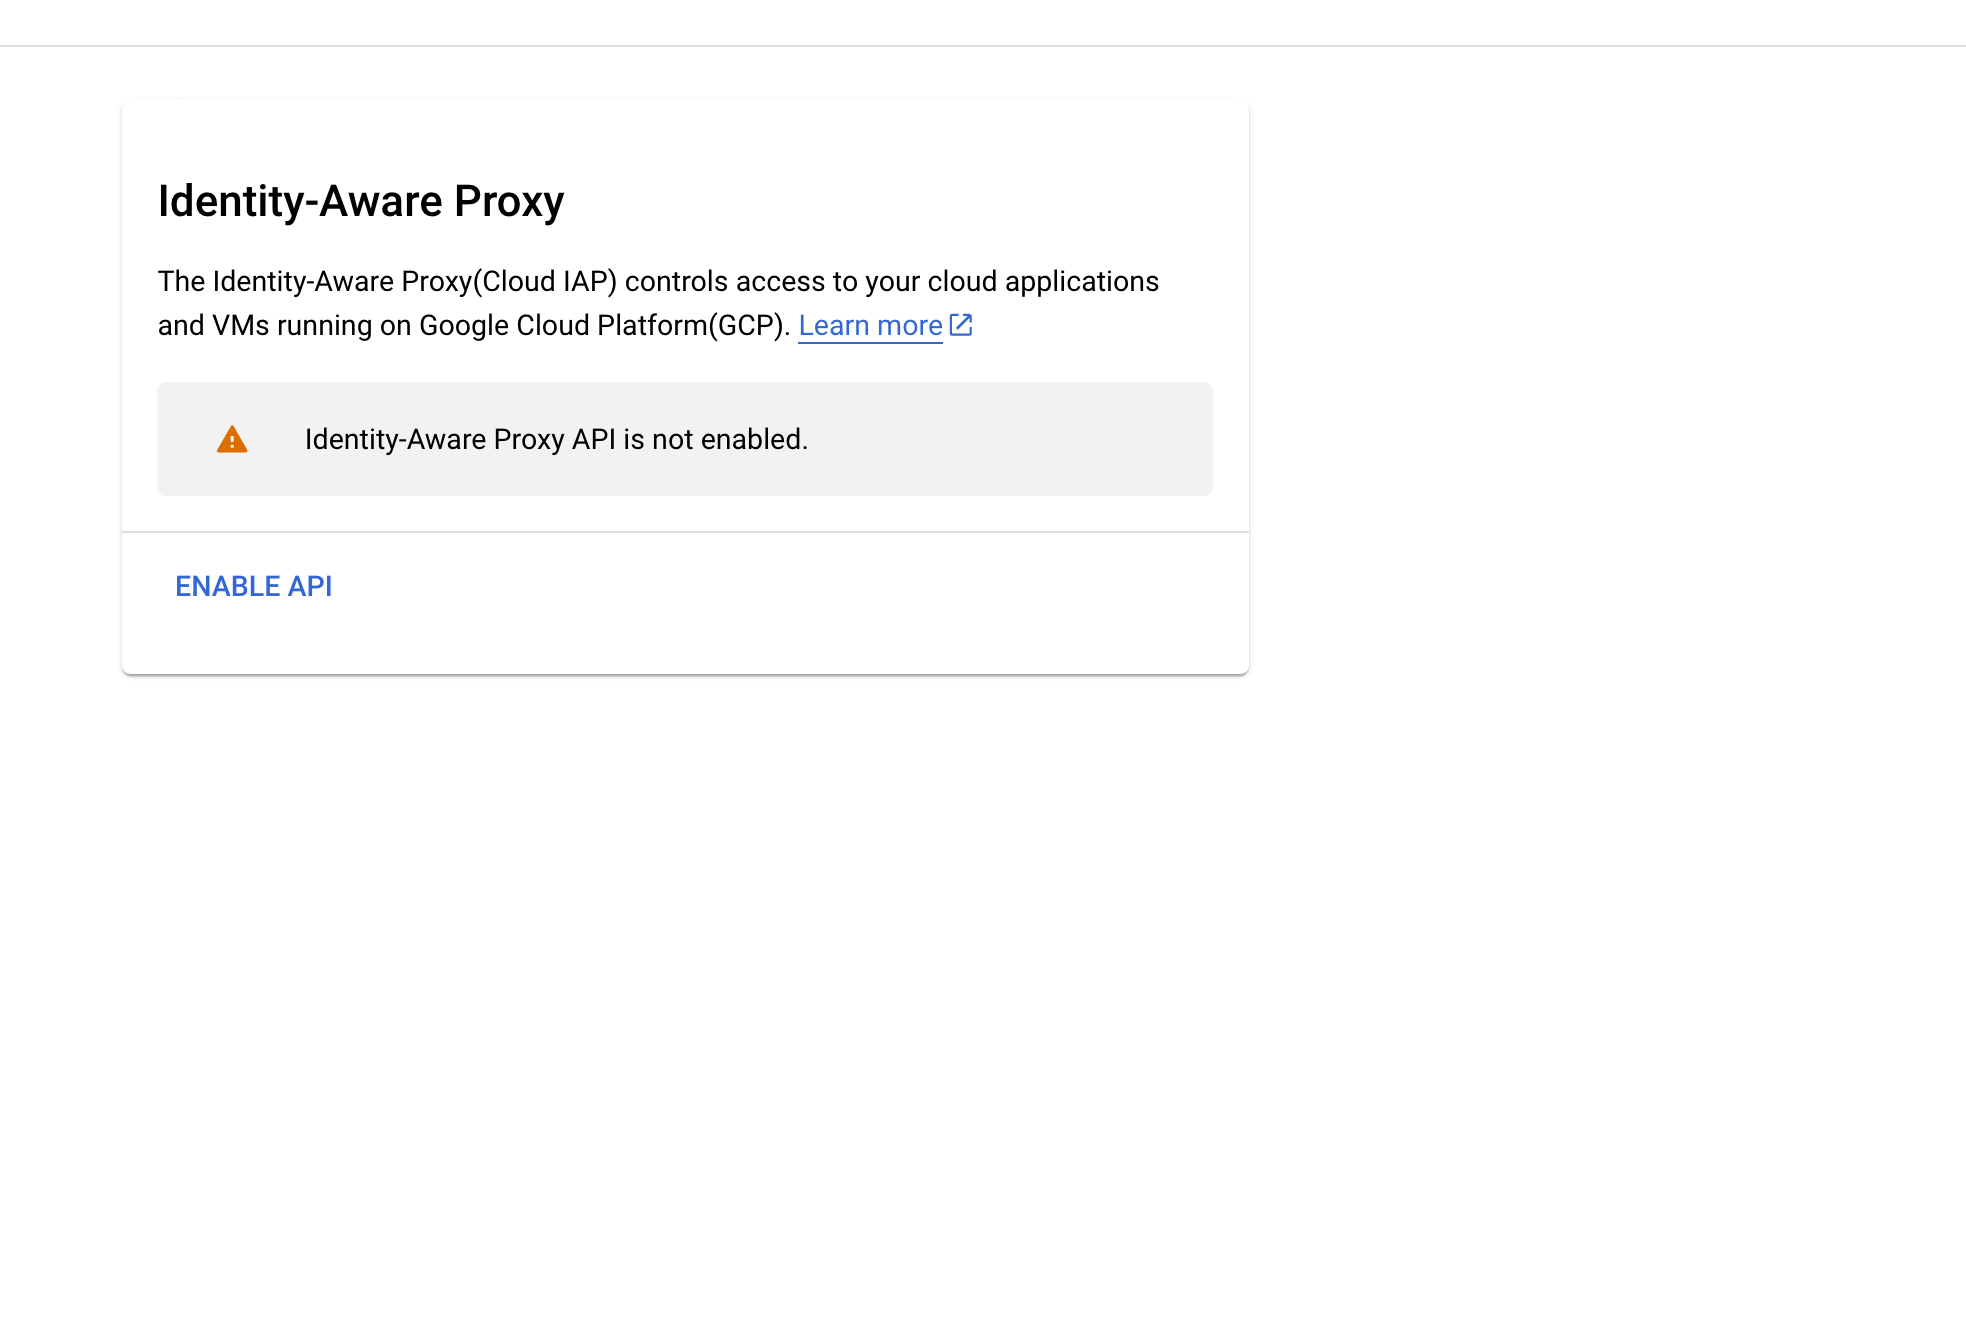 Identity-Aware Proxy
The Identity-Aware Proxy(Cloud IAP) controls access to your cloud applications
and VMs running on Google Cloud Platform(GCP). Learn more
Identity-Aware Proxy API is not enabled.
ENABLE API